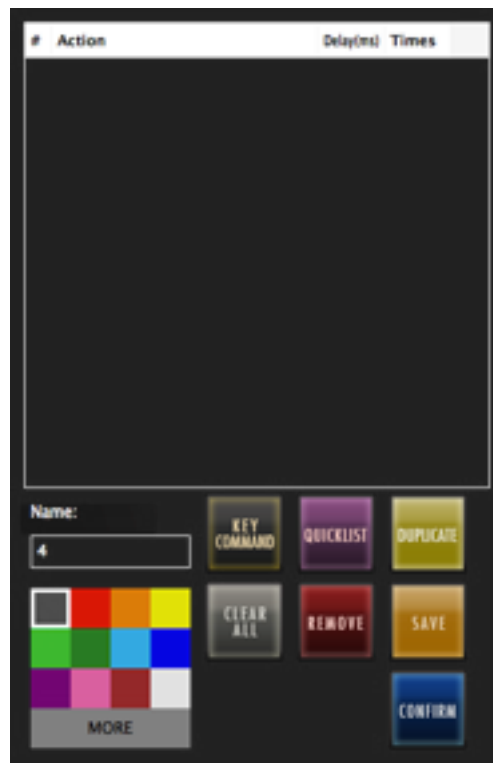 # Action Delay(ms) Times
Name:
4
KEY
COMMAND
QUICKLIST
DUPLICATE
CLEAR
ALL
REMOVE
SAVE
MORE
CONFIRM